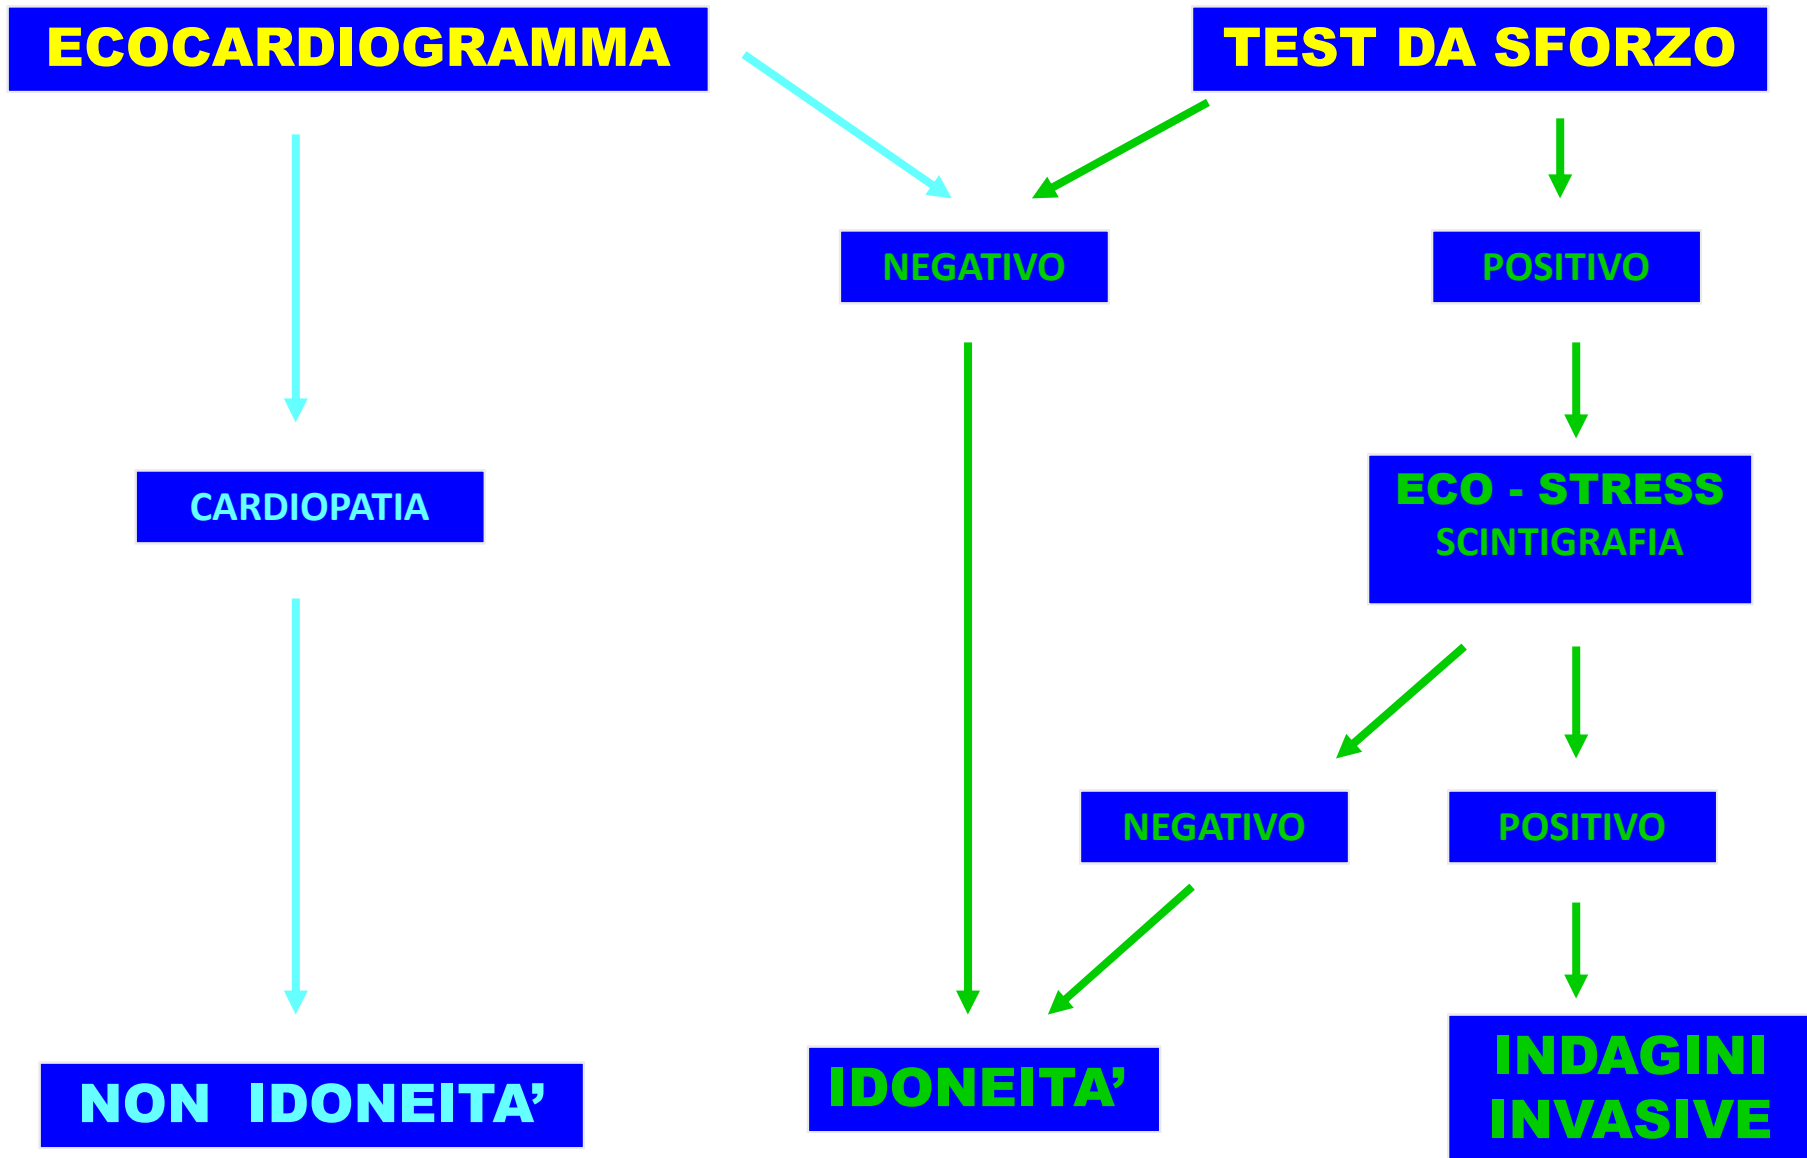 ECOCARDIOGRAMMA
TEST DA SFORZO
NEGATIVO
POSITIVO
CARDIOPATIA
ECO - STRESS
SCINTIGRAFIA
NEGATIVO
POSITIVO
NON IDONEITA’
IDONEITA’
INDAGINI
INVASIVE